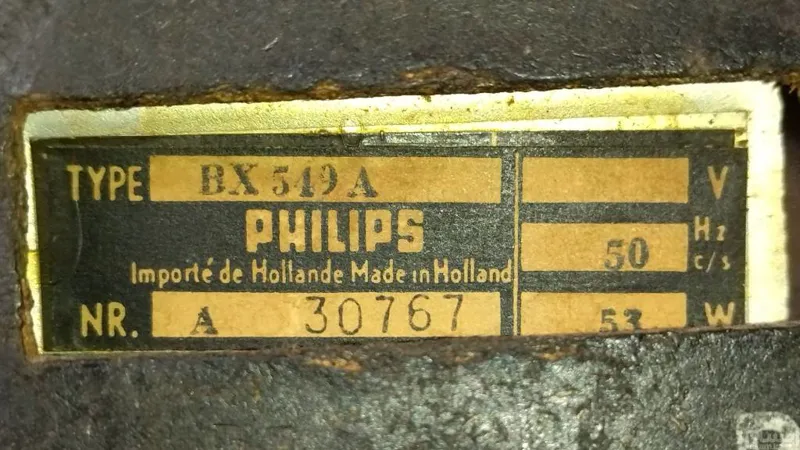 TYPE BX 549 A V
PHILIPS 50 Hz c/s
Importé de Hollande Made in Holland
NR. A 30767 53 W